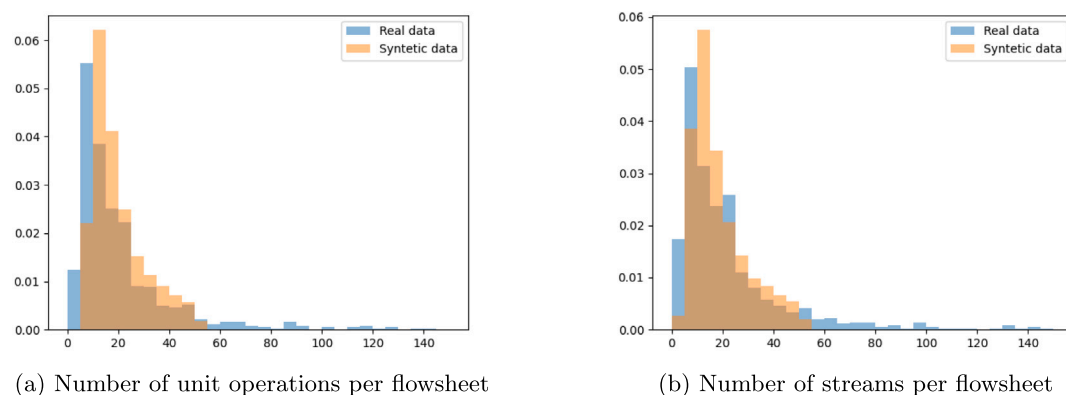 Real data
Syntetic data
0.06
0.05
0.04
0.03
0.02
0.01
0.00
0 20 40 60 80 100 120 140
(a) Number of unit operations per flowsheet
Real data
Syntetic data
0.06
0.05
0.04
0.03
0.02
0.01
0.00
0 20 40 60 80 100 120 140
(b) Number of streams per flowsheet